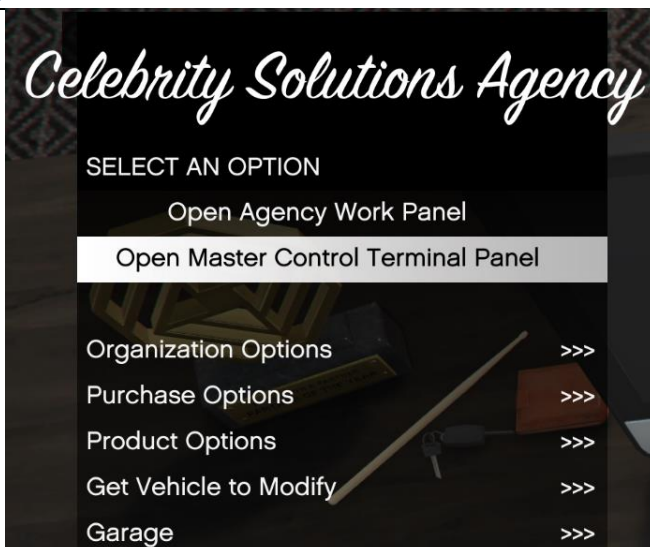 Celebrity Solutions Agency
SELECT AN OPTION
Open Agency Work Panel
Open Master Control Terminal Panel
Organization Options >>>
Purchase Options >>>
Product Options >>>
Get Vehicle to Modify >>>
Garage >>>